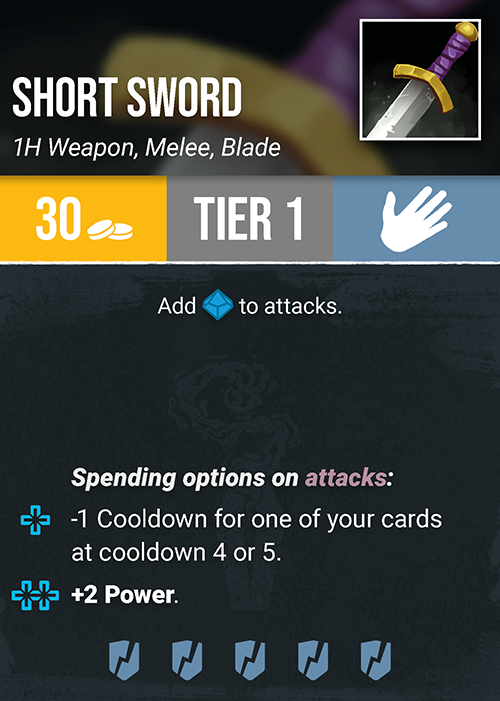 SHORT SWORD
1H Weapon, Melee, Blade
30
TIER 1
Add to attacks.
Spending options on attacks:
-1 Cooldown for one of your cards
at cooldown 4 or 5.
+2 Power.